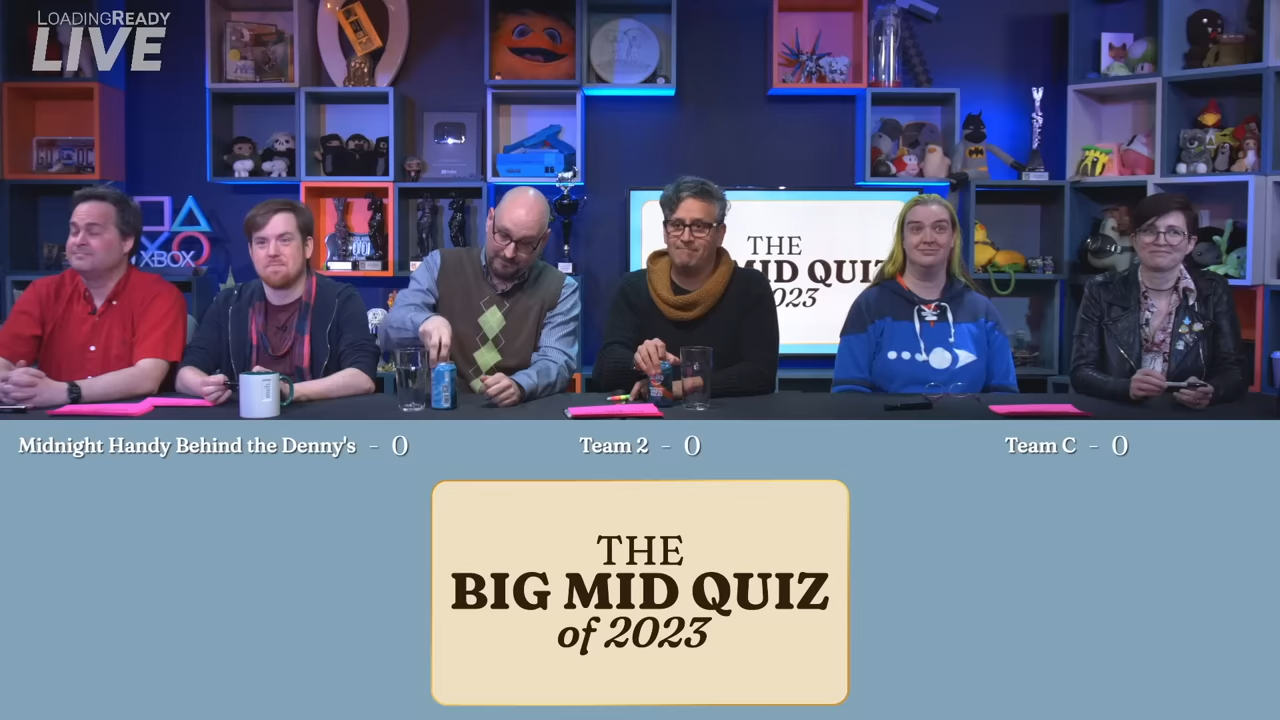 LOADINGREADY
LIVE
XBOX
THE
MID QUIZ
2023
Midnight Handy Behind the Denny's - 0
Team 2 - 0
Team C - 0
THE
BIG MID QUIZ
of 2023